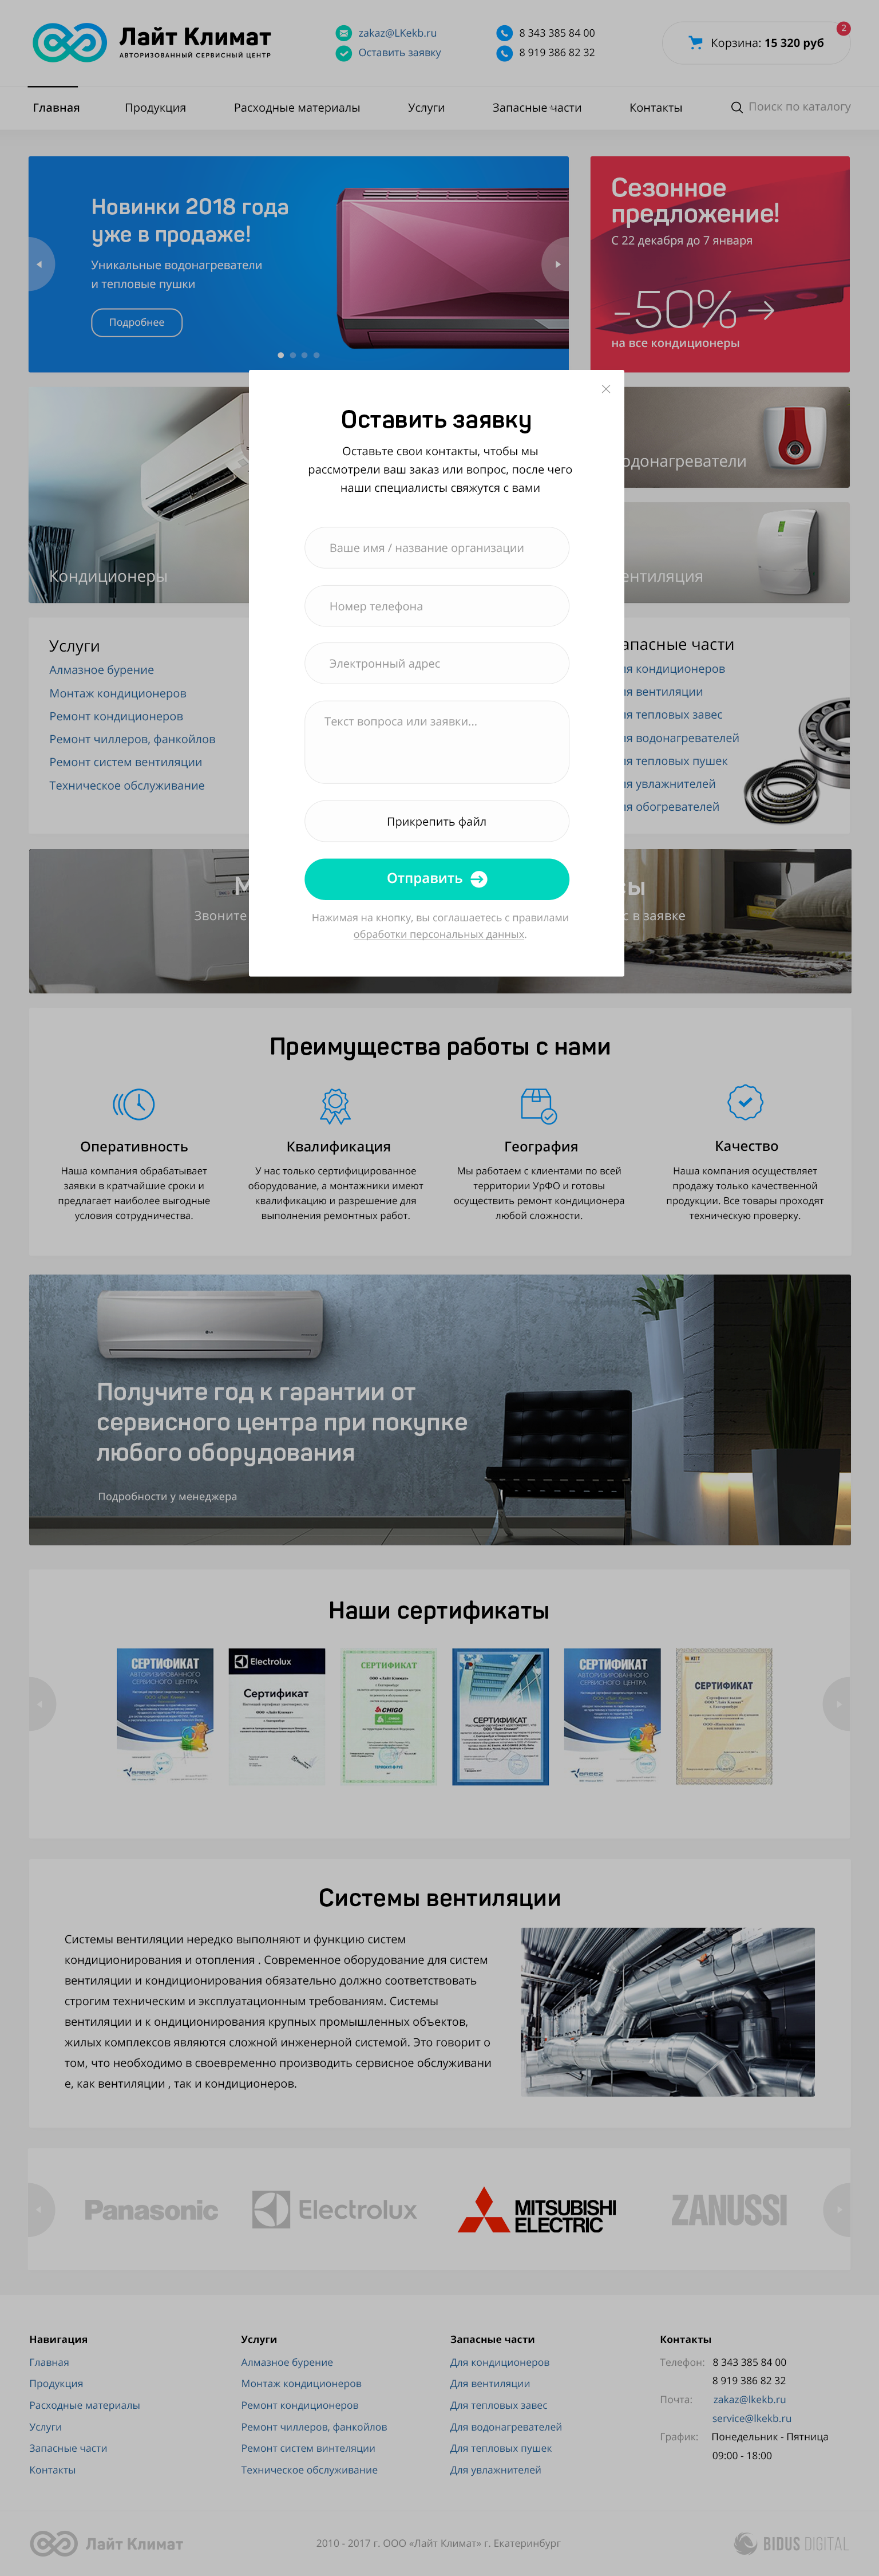 Лайт Климат
АВТОРИЗОВАННЫЙ СЕРВИСНЫЙ ЦЕНТР
zakaz@LKekb.ru
Оставить заявку
8 343 385 84 00
8 919 386 82 32
Корзина: 15 320 руб
2
Главная
Продукция
Расходные материалы
Услуги
Запасные части
Контакты
Поиск по каталогу
Новинки 2018 года
уже в продаже!
Уникальные водонагреватели
и тепловые пушки
Подробнее
Сезонное
предложение!
С 22 декабря до 7 января
-50%
на все кондиционеры
Кондиционеры
одонагреватели
ентиляция
Оставить заявку
Оставьте свои контакты, чтобы мы
рассмотрели ваш заказ или вопрос, после чего
наши специалисты свяжутся с вами
Ваше имя / название организации
Номер телефона
Электронный адрес
Текст вопроса или заявки...
Прикрепить файл
Отправить
Нажимая на кнопку, вы соглашаетесь с правилами
обработки персональных данных.
Услуги
Алмазное бурение
Монтаж кондиционеров
Ремонт кондиционеров
Ремонт чиллеров, фанкойлов
Ремонт систем вентиляции
Техническое обслуживание
апасные части
ля кондиционеров
ля вентиляции
ля тепловых завес
ля водонагревателей
ля тепловых пушек
ля увлажнителей
ля обогревателей
Звоните
с в заявке
Преимущества работы с нами
Оперативность
Наша компания обрабатывает
заявки в кратчайшие сроки и
предлагает наиболее выгодные
условия сотрудничества.
Квалификация
У нас только сертифицированное
оборудование, а монтажники имеют
квалификацию и разрешение для
выполнения ремонтных работ.
География
Мы работаем с клиентами по всей
территории УрФО и готовы
осуществить ремонт кондиционера
любой сложности.
Качество
Наша компания осуществляет
продажу только качественной
продукции. Все товары проходят
техническую проверку.
Получите год к гарантии от
сервисного центра при покупке
любого оборудования
Подробности у менеджера
Наши сертификаты
СЕРТИФИКАТ
АВТОРИЗИРОВАННОГО
СЕРВИСНОГО ЦЕНТРА
Electrolux
Сертификат
СЕРТИФИКАТ
CHIGO
СЕРТИФИКАТ
СЕРТИФИКАТ
АВТОРИЗИРОВАННОГО
СЕРВИСНОГО ЦЕНТРА
СЕРТИФИКАТ
Системы вентиляции
Системы вентиляции нередко выполняют и функцию систем
кондиционирования и отопления . Современное оборудование для систем
вентиляции и кондиционирования обязательно должно соответствовать
строгим техническим и эксплуатационным требованиям. Системы
вентиляции и к ондиционирования крупных промышленных объектов,
жилых комплексов являются сложной инженерной системой. Это говорит о
том, что необходимо в своевременно производить сервисное обслуживани
е, как вентиляции , так и кондиционеров.
Panasonic
Electrolux
MITSUBISHI
ELECTRIC
ZANUSSI
Навигация
Главная
Продукция
Расходные материалы
Услуги
Запасные части
Контакты
Услуги
Алмазное бурение
Монтаж кондиционеров
Ремонт кондиционеров
Ремонт чиллеров, фанкойлов
Ремонт систем винтеляции
Техническое обслуживание
Запасные части
Для кондиционеров
Для вентиляции
Для тепловых завес
Для водонагревателей
Для тепловых пушек
Для увлажнителей
Контакты
Телефон: 8 343 385 84 00
8 919 386 82 32
Почта: zakaz@lkekb.ru
service@lkekb.ru
График: Понедельник - Пятница
09:00 - 18:00
Лайт Климат
2010 - 2017 г. ООО «Лайт Климат» г. Екатеринбург
BIDUS DIGITAL